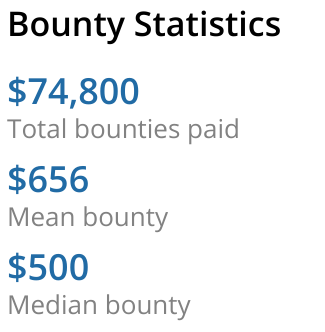 Bounty Statistics
$74,800
Total bounties paid
$656
Mean bounty
$500
Median bounty